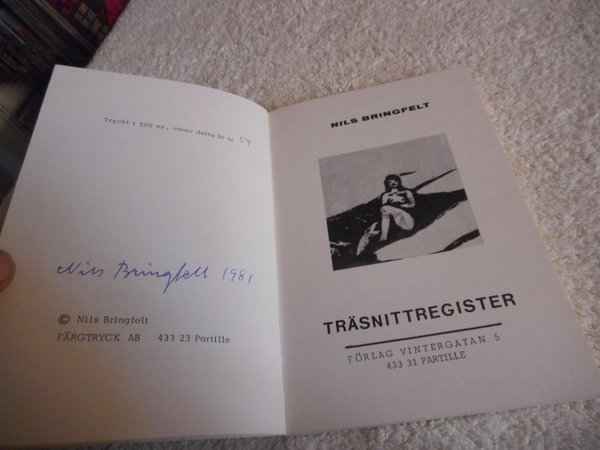 Tryckt i 200 ex, varav detta är nr 59
Nils Bringfelt 1981
© Nils Bringfelt
FÄRGTRYCK AB 433 23 Partille
NILS BRINGFELT
TRÄSNITTREGISTER
FÖRLAG VINTERGATAN 5
433 31 PARTILLE